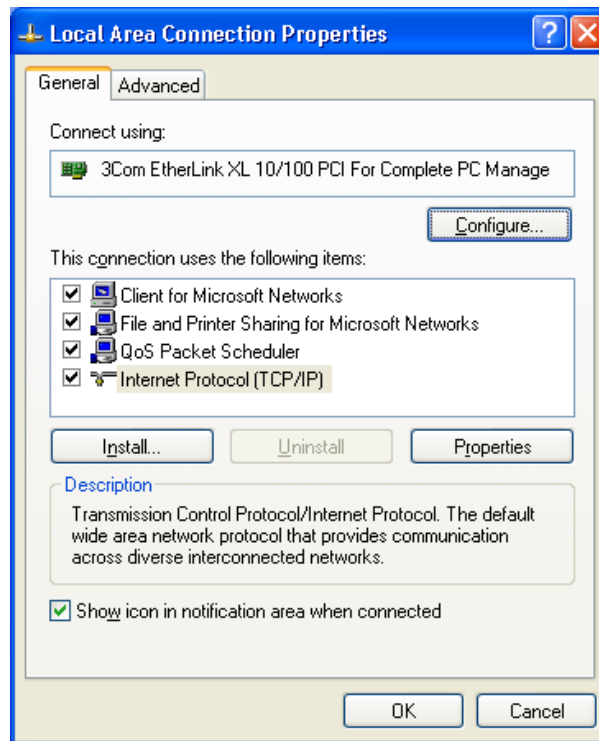 Local Area Connection Properties
General
Advanced
Connect using:
3Com EtherLink XL 10/100 PCI For Complete PC Manage
Configure...
This connection uses the following items:
Client for Microsoft Networks
File and Printer Sharing for Microsoft Networks
QoS Packet Scheduler
Internet Protocol (TCP/IP)
Install...
Uninstall
Properties
Description
Transmission Control Protocol/Internet Protocol. The default
wide area network protocol that provides communication
across diverse interconnected networks.
Show icon in notification area when connected
OK
Cancel